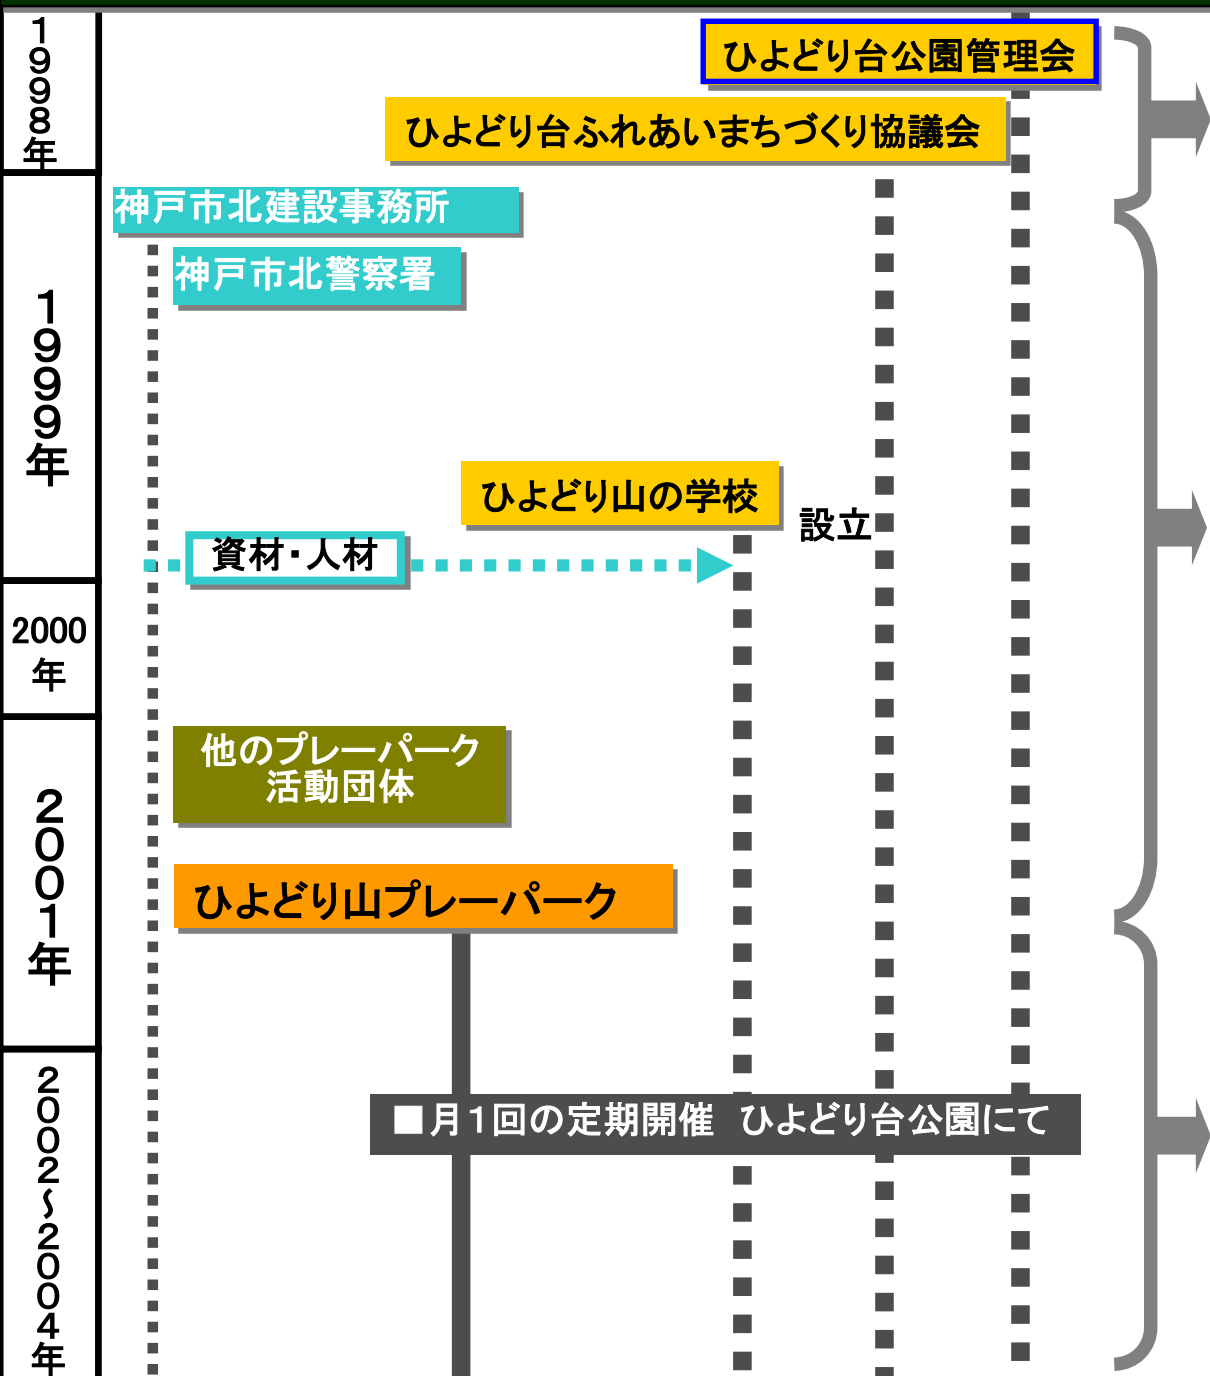 1998年
ひよどり台公園管理会
ひよどり台ふれあいまちづくり協議会
1999年
神戸市北建設事務所
神戸市北警察署
ひよどり山の学校
設立
資材・人材
2000
年
2001年
他のプレーパーク
活動団体
ひよどり山プレーパーク
2002～2004年
■月1回の定期開催　ひよどり台公園にて